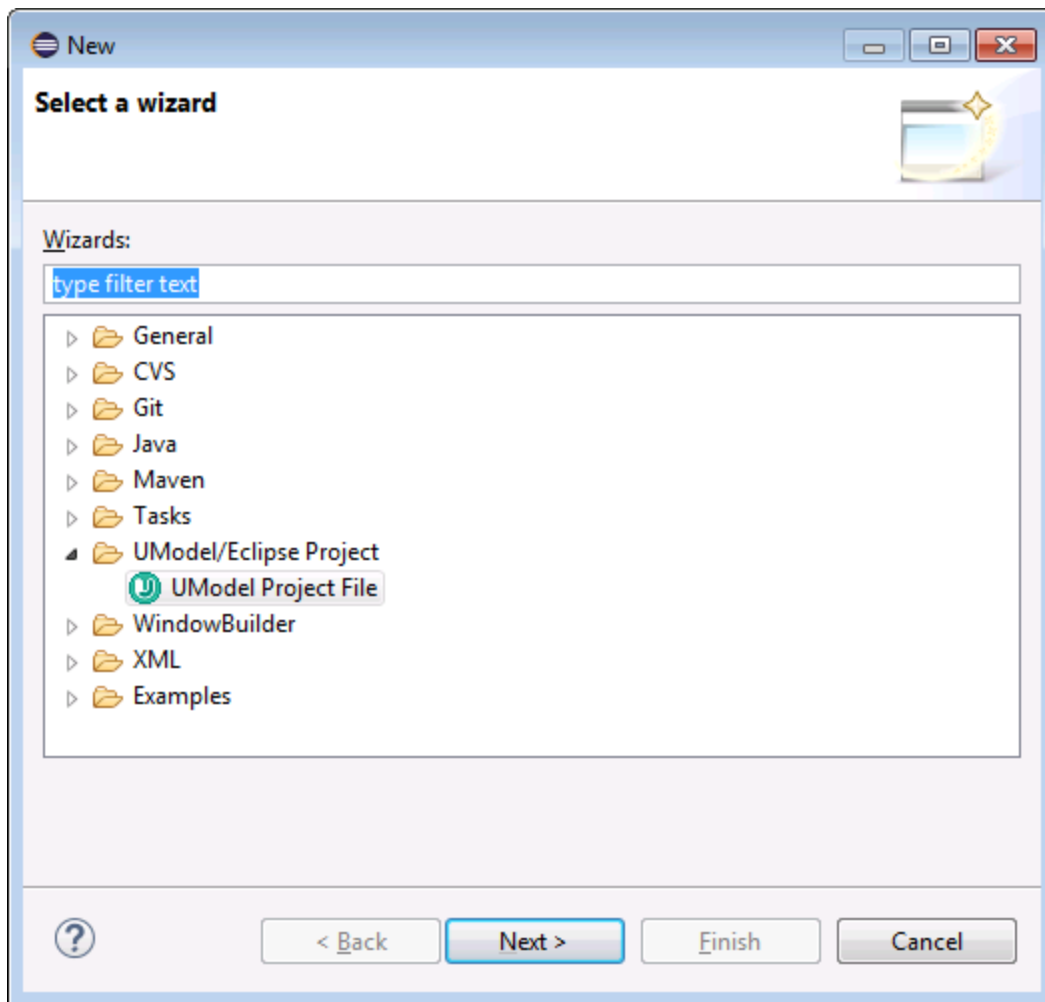 New
Select a wizard
Wizards:
type filter text
General
CVS
Git
Java
Maven
Tasks
UModel/Eclipse Project
UModel Project File
WindowBuilder
XML
Examples
? < Back Next > Finish Cancel